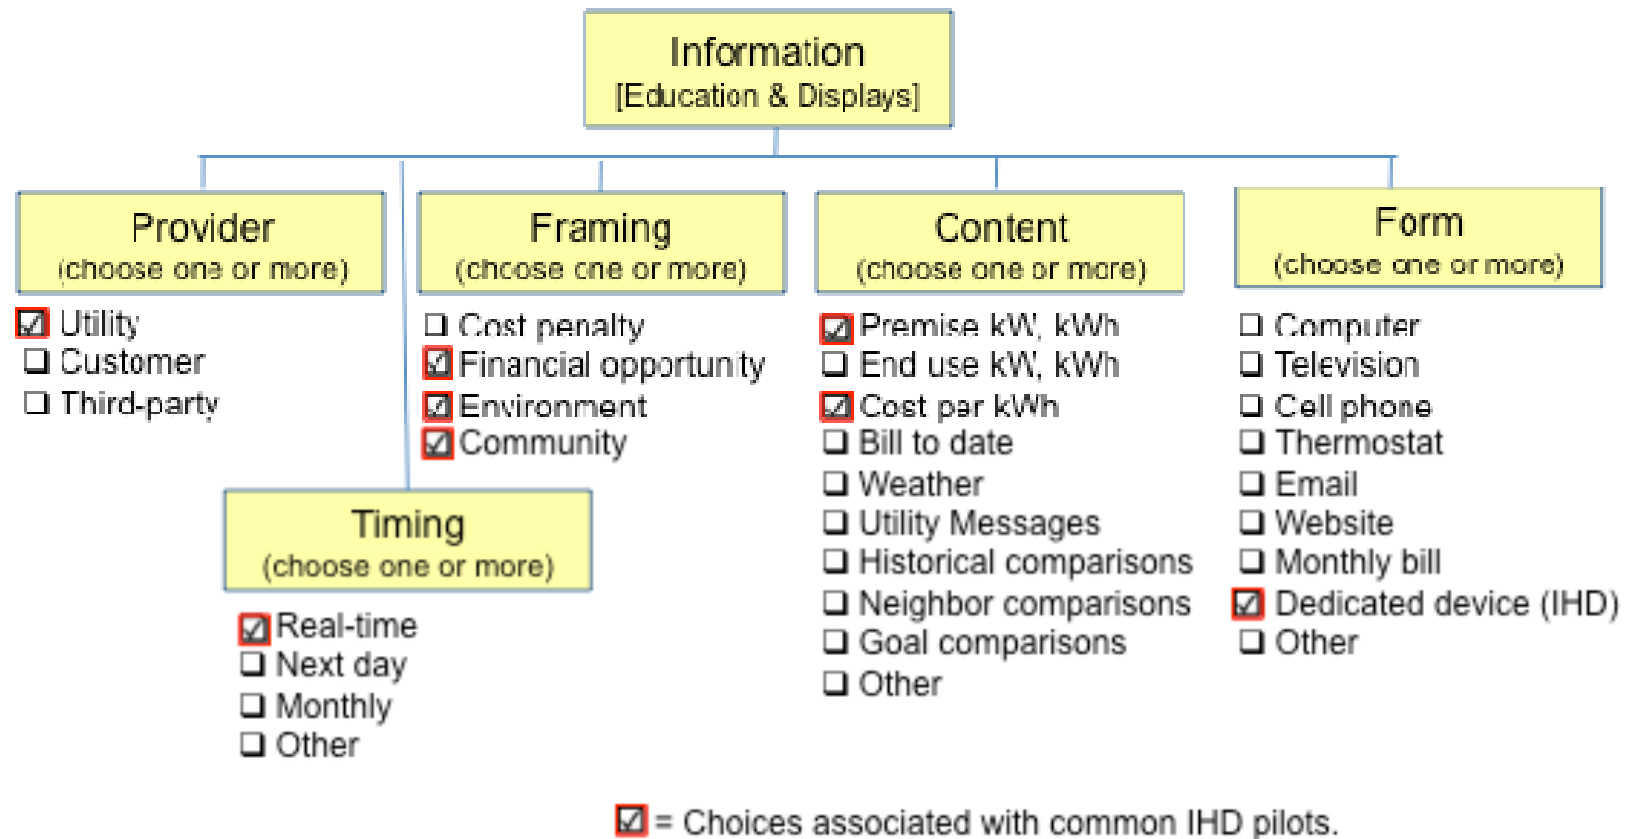 Information
[Education & Displays]
Provider
(choose one or more)
☑ Utility
☐ Customer
☐ Third-party
Timing
(choose one or more)
☑ Real-time
☐ Next day
☐ Monthly
☐ Other
Framing
(choose one or more)
☐ Cost penalty
☑ Financial opportunity
☑ Environment
☑ Community
Content
(choose one or more)
☑ Premise kW, kWh
☐ End use kW, kWh
☑ Cost per kWh
☐ Bill to date
☐ Weather
☐ Utility Messages
☐ Historical comparisons
☐ Neighbor comparisons
☐ Goal comparisons
☐ Other
Form
(choose one or more)
☐ Computer
☐ Television
☐ Cell phone
☐ Thermostat
☐ Email
☐ Website
☐ Monthly bill
☑ Dedicated device (IHD)
☐ Other
☑ = Choices associated with common IHD pilots.